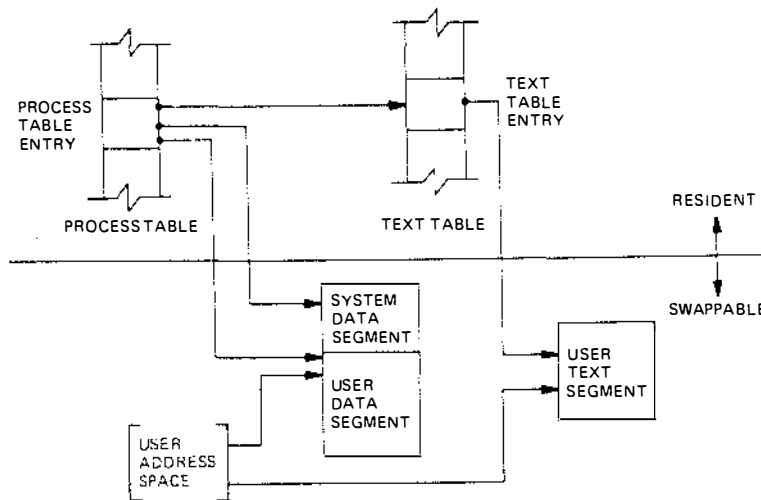 PROCESS
TABLE
ENTRY
TEXT
TABLE
ENTRY
PROCESS TABLE
TEXT TABLE
RESIDENT
SWAPPABLE
SYSTEM
DATA
SEGMENT
USER
DATA
SEGMENT
USER
TEXT
SEGMENT
USER
ADDRESS
SPACE